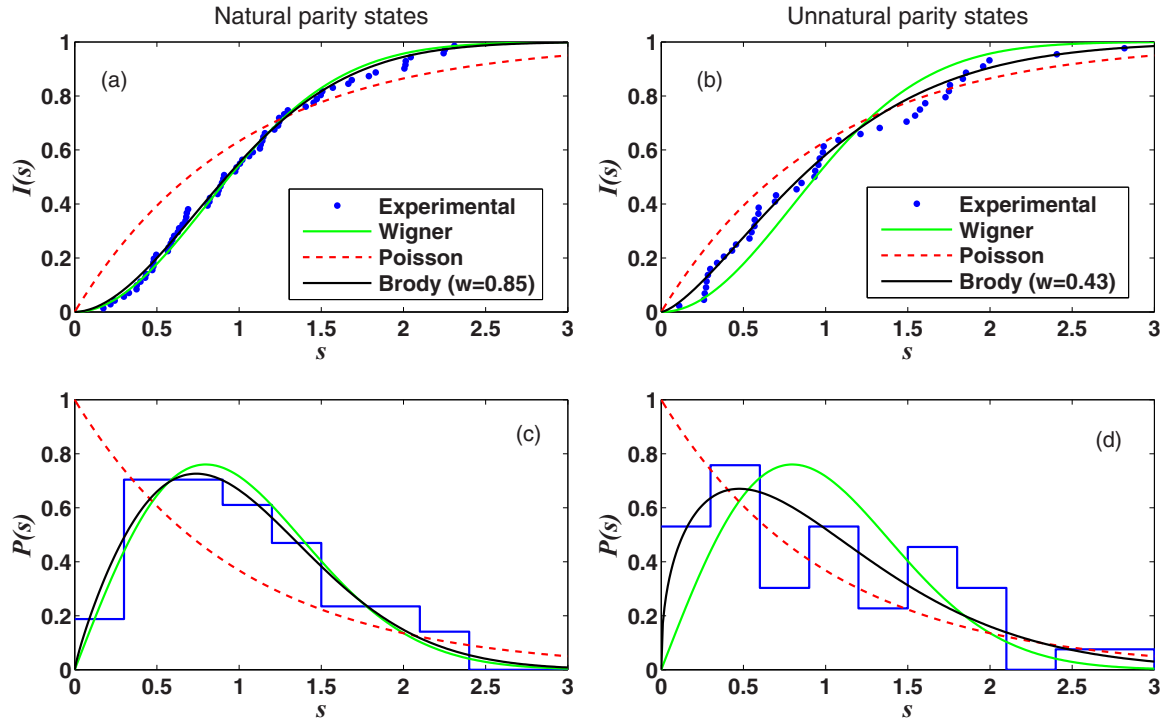 Natural parity states
Unnatural parity states
1
0.8
0.6
0.4
0.2
0
I(s)
(a)
Experimental
Wigner
Poisson
Brody (w=0.85)
0 0.5 1 1.5 2 2.5 3
s
1
0.8
0.6
0.4
0.2
0
I(s)
(b)
Experimental
Wigner
Poisson
Brody (w=0.43)
0 0.5 1 1.5 2 2.5 3
s
1
0.8
0.6
0.4
0.2
0
P(s)
(c)
0 0.5 1 1.5 2 2.5 3
s
1
0.8
0.6
0.4
0.2
0
P(s)
(d)
0 0.5 1 1.5 2 2.5 3
s